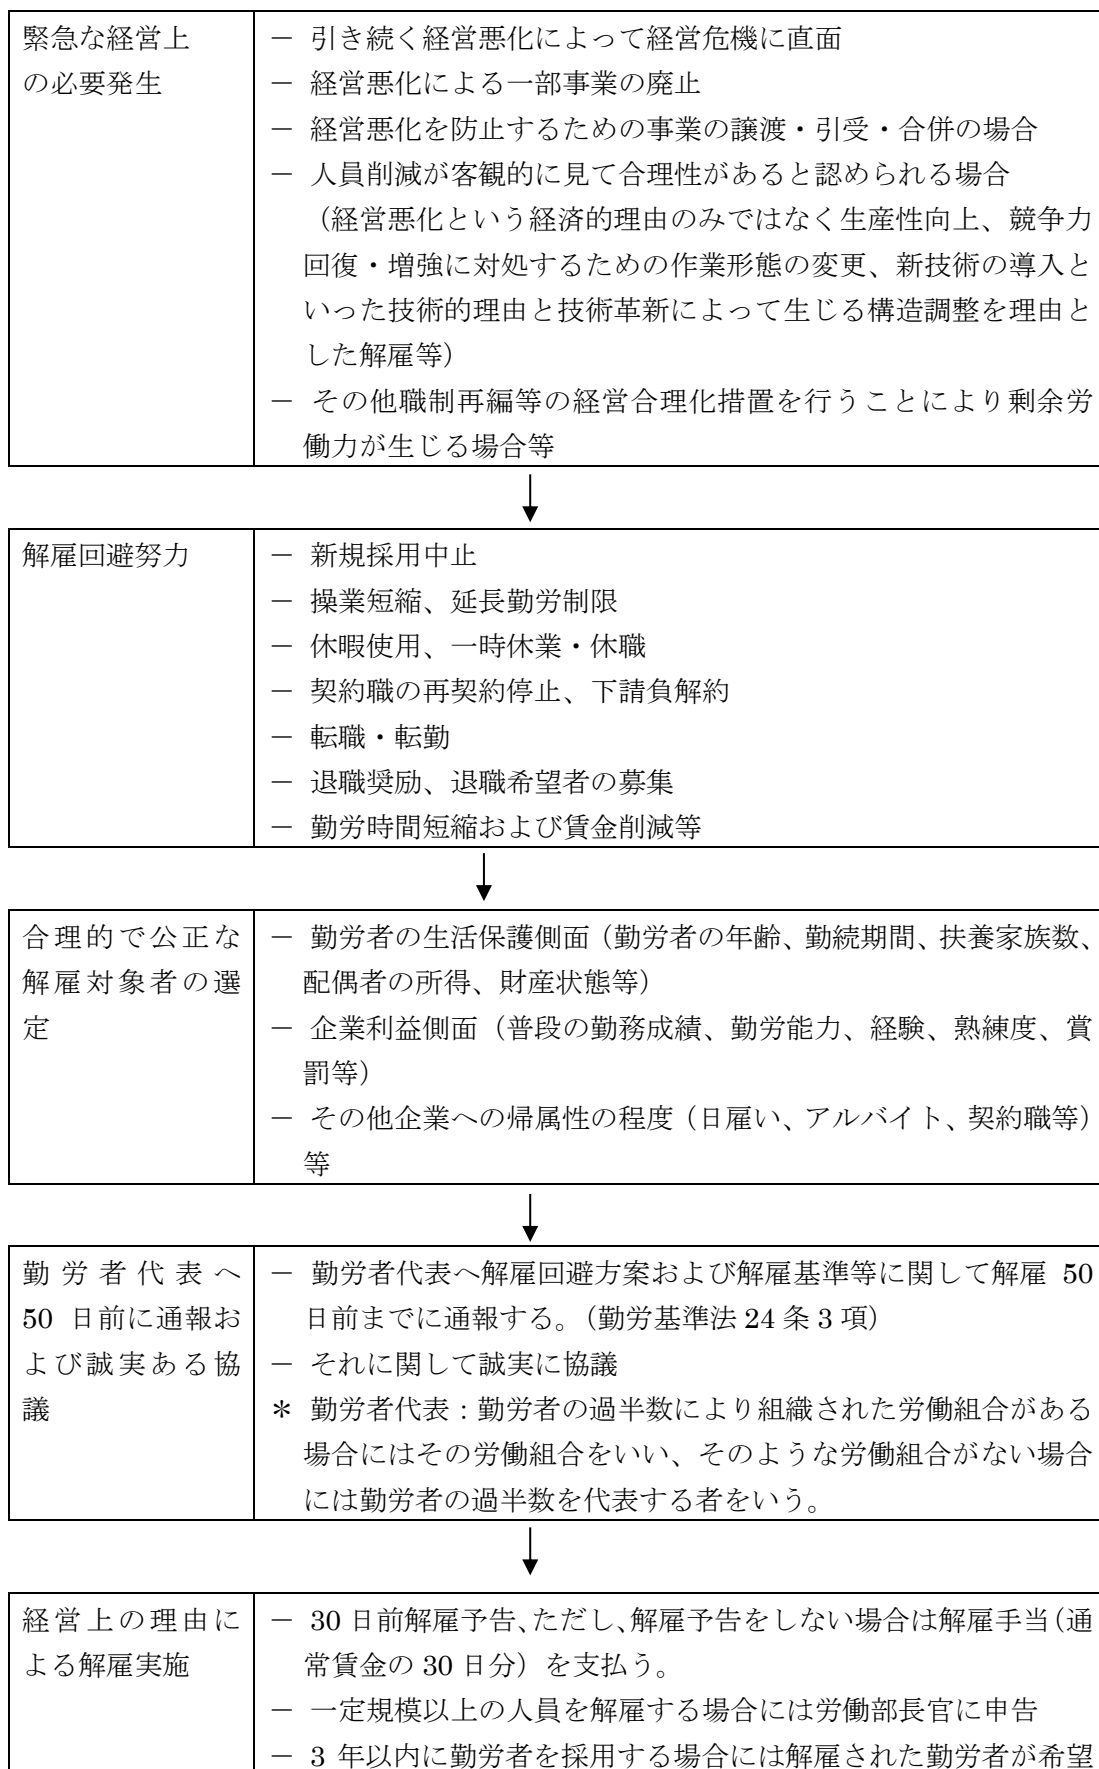 緊急な経営上
の必要発生
－ 引き続く経営悪化によって経営危機に直面
－ 経営悪化による一部事業の廃止
－ 経営悪化を防止するための事業の譲渡・引受・合併の場合
－ 人員削減が客観的に見て合理性があると認められる場合
（経営悪化という経済的理由のみではなく生産性向上、競争力
回復・増強に対処するための作業形態の変更、新技術の導入と
いった技術的理由と技術革新によって生じる構造調整を理由と
した解雇等）
－ その他職制再編等の経営合理化措置を行うことにより剰余労
働力が生じる場合等
解雇回避努力
－ 新規採用中止
－ 操業短縮、延長勤労制限
－ 休暇使用、一時休業・休職
－ 契約職の再契約停止、下請負解約
－ 転職・転勤
－ 退職奨励、退職希望者の募集
－ 勤労時間短縮および賃金削減等
合理的で公正な
解雇対象者の選
定
－ 勤労者の生活保護側面（勤労者の年齢、勤続期間、扶養家族数、
配偶者の所得、財産状態等）
－ 企業利益側面（普段の勤務成績、勤労能力、経験、熟練度、賞
罰等）
－ その他企業への帰属性の程度（日雇い、アルバイト、契約職等）
等
勤労者代表へ
50 日前に通報お
よび誠実ある協
議
－ 勤労者代表へ解雇回避方案および解雇基準等に関して解雇 50
日前までに通報する。（勤労基準法 24 条 3 項）
－ それに関して誠実に協議
＊ 勤労者代表：勤労者の過半数により組織された労働組合がある
場合にはその労働組合をいい、そのような労働組合がない場合
には勤労者の過半数を代表する者をいう。
経営上の理由に
よる解雇実施
－ 30 日前解雇予告、ただし、解雇予告をしない場合は解雇手当（通
常賃金の 30 日分）を支払う。
－ 一定規模以上の人員を解雇する場合には労働部長官に申告
－ 3 年以内に勤労者を採用する場合には解雇された勤労者が希望